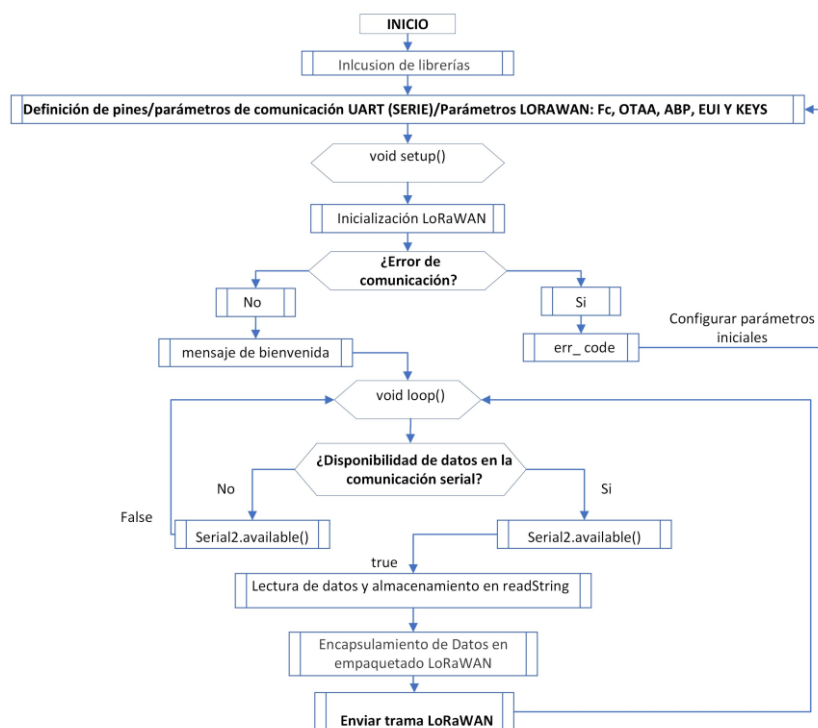 INICIO
Inlcusion de librerías
Definición de pines/parámetros de comunicación UART (SERIE)/Parámetros LORAWAN: Fc, OTAA, ABP, EUI Y KEYS
void setup()
Inicialización LoRaWAN
¿Error de
comunicación?
No
Si
Configurar parámetros
iniciales
mensaje de bienvenida
err_ code
void loop()
¿Disponibilidad de datos en la
comunicación serial?
No
Si
False
Serial2.available()
Serial2.available()
true
Lectura de datos y almacenamiento en readString
Encapsulamiento de Datos en
empaquetado LoRaWAN
Enviar trama LoRaWAN